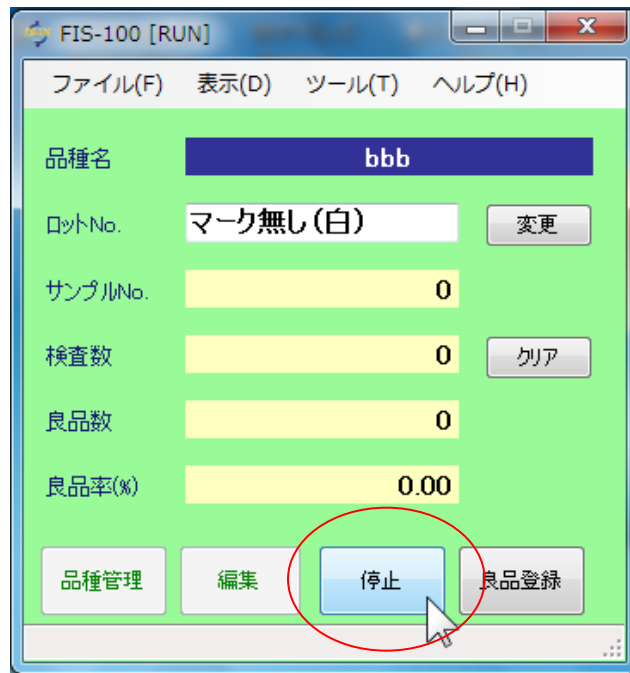 FIS-100 [RUN]
ファイル(F) 表示(D) ツール(T) ヘルプ(H)
品種名 bbb
ロットNo. マーク無し(白) 変更
サンプルNo. 0
検査数 0 クリア
良品数 0
良品率(%) 0.00
品種管理 編集 停止 良品登録